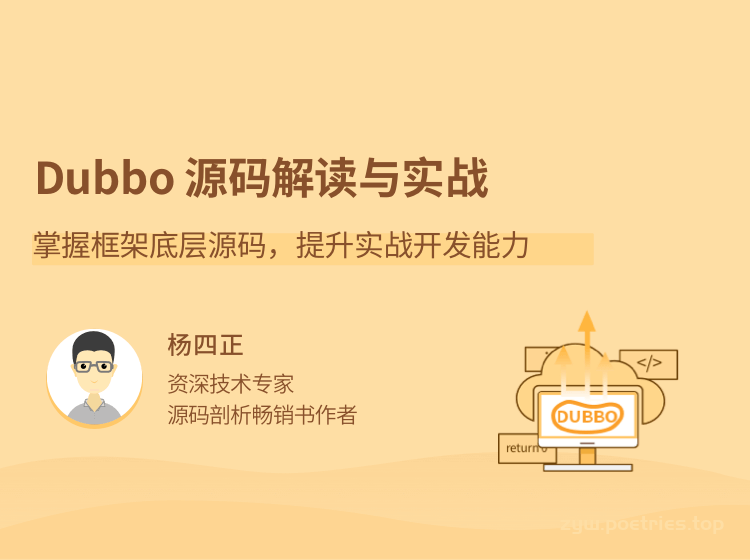 Dubbo 源码解读与实战
掌握框架底层源码，提升实战开发能力
杨四正
资深技术专家
源码剖析畅销书作者
</>
DUBBO
return 0
zyw.poetries.top